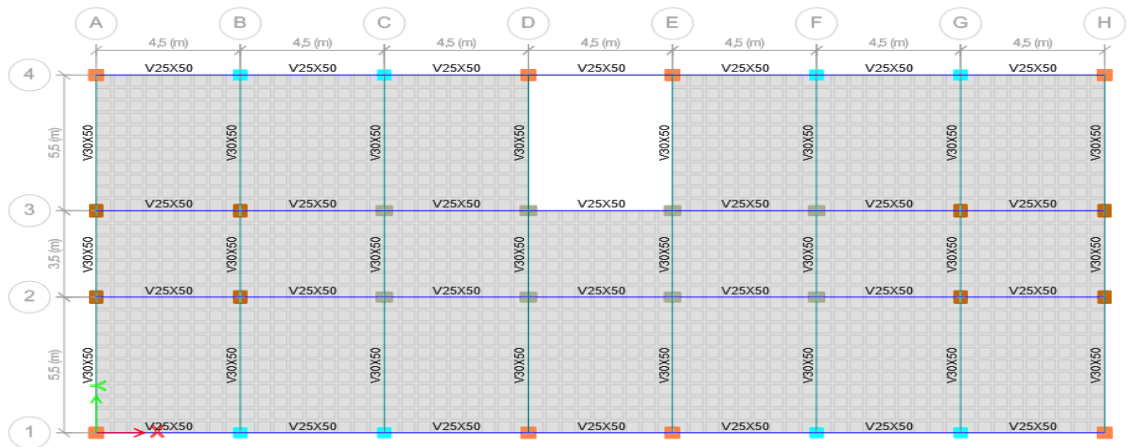 A B C D E F G H
4,5 (m) 4,5 (m) 4,5 (m) 4,5 (m) 4,5 (m) 4,5 (m) 4,5 (m)
4 V25X50 V25X50 V25X50 V25X50 V25X50 V25X50 V25X50
5,5 (m) V30X50 V30X50 V30X50 V30X50 V30X50 V30X50 V30X50 V30X50
3 V25X50 V25X50 V25X50 V25X50 V25X50 V25X50 V25X50
3,5 (m) V30X50 V30X50 V30X50 V30X50 V30X50 V30X50 V30X50 V30X50
2 V25X50 V25X50 V25X50 V25X50 V25X50 V25X50 V25X50
5,5 (m) V30X50 V30X50 V30X50 V30X50 V30X50 V30X50 V30X50 V30X50
Y
1 X V25X50 V25X50 V25X50 V25X50 V25X50 V25X50 V25X50